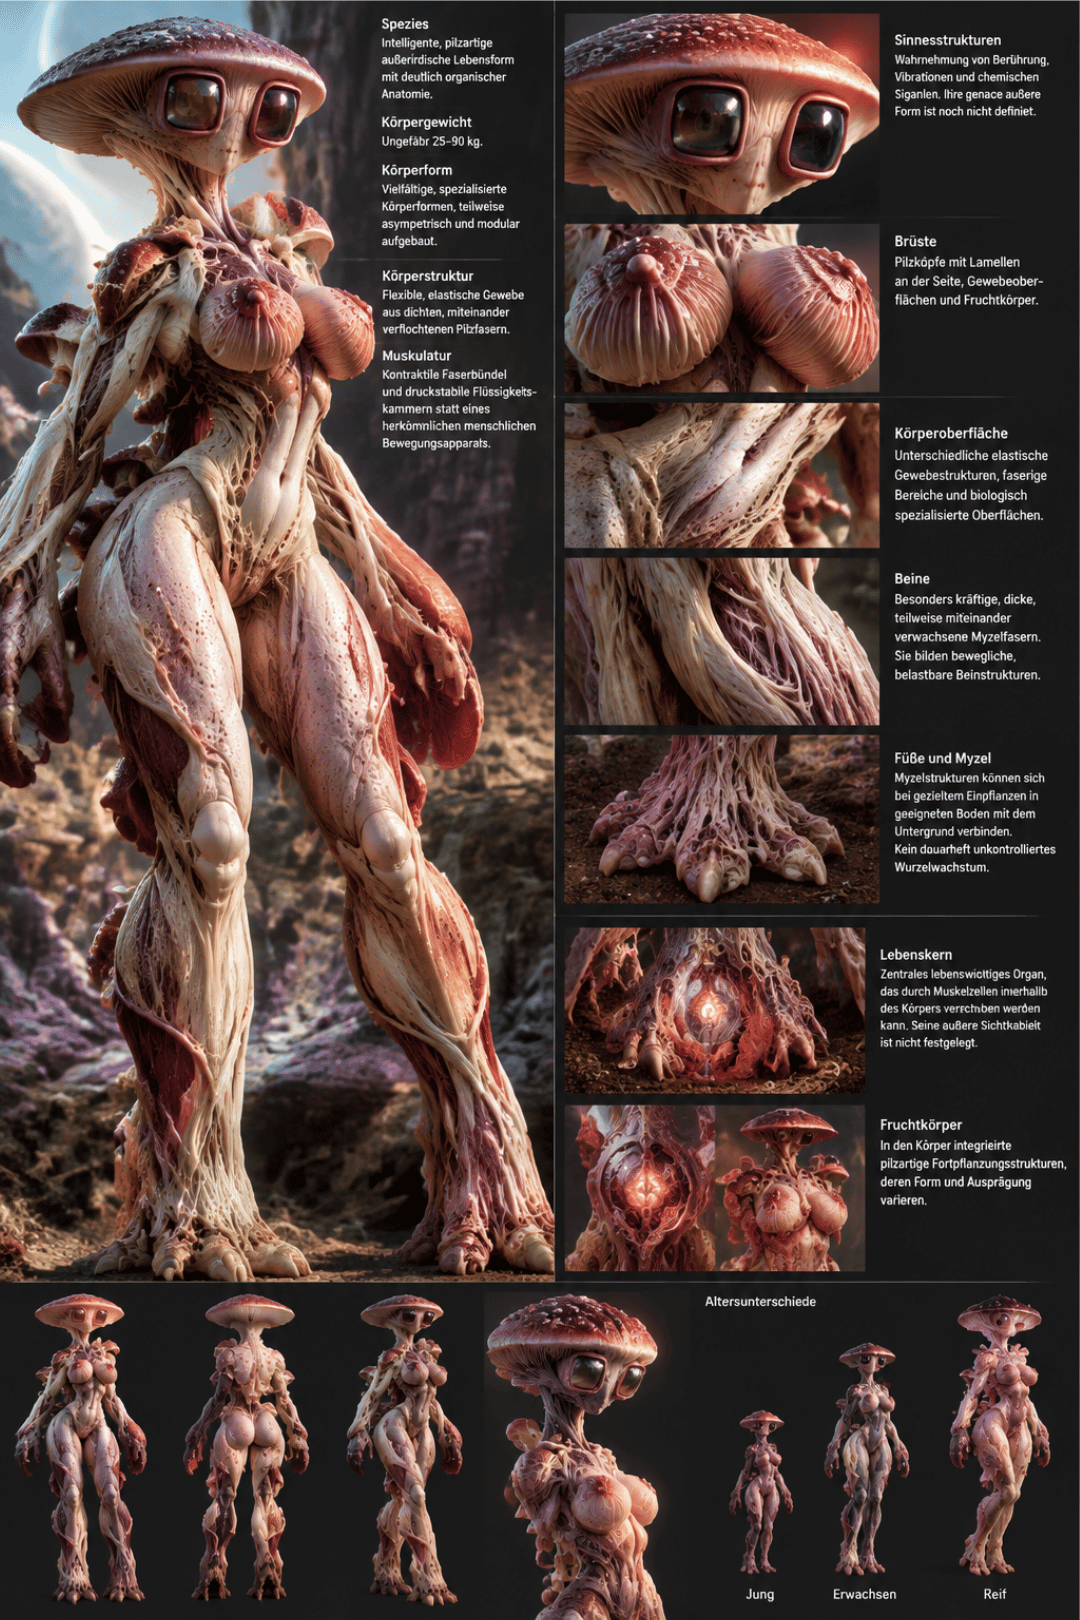 Spezies
Intelligente, pilzartige
außerirdische Lebensform
mit deutlich organischer
Anatomie.
Körpergewicht
Ungefäbr 25–90 kg.
Körperform
Vielfältige, spezialisierte
Körperformen, teilweise
asympetrisch und modular
aufgebaut.
Körperstruktur
Flexible, elastische Gewebe
aus dichten, miteinander
verflochtenen Pilzfasern.
Muskulatur
Kontraktile Faserbündel
und druckstabile Flüssigkeits-
kammern statt eines
herkömnlichen menschlichen
Bewegungsapparats.
Sinnesstrukturen
Wahrnehmung von Berührung,
Vibrationen und chemischen
Siganlen. Ihre genace außere
Form ist noch nicht definiet.
Brüste
Pilzköpfe mit Lamellen
an der Seite, Gewebeober-
flächen und Fruchtkörper.
Körperoberfläche
Unterschiedliche elastische
Gewebestrukturen, faserige
Bereiche und biologisch
spezialisierte Oberflächen.
Beine
Besonders kräftige, dicke,
teilweise miteinander
verwachsene Myzelfasern.
Sie bilden bewegliche,
belastbare Beinstrukturen.
Füße und Myzel
Myzelstrukturen können sich
bei gezieltem Einpflanzen in
geeigneten Boden mit dem
Untergrund verbinden.
Kein douarheft unkontrolliertes
Wurzelwachstum.
Lebenskern
Zentrales lebenswichtiges Organ,
das durch Muskelzellen
des Körpers werden
kann. Seine außere
ist nicht festgelegt.
Fruchtkörper
In den Körper integrieirte
pilzartige Fortpflanzungsstrukturen,
deren Form und Ausprägung
variieren.
Altersunterschiede
Jung
Erwachsen
Reif